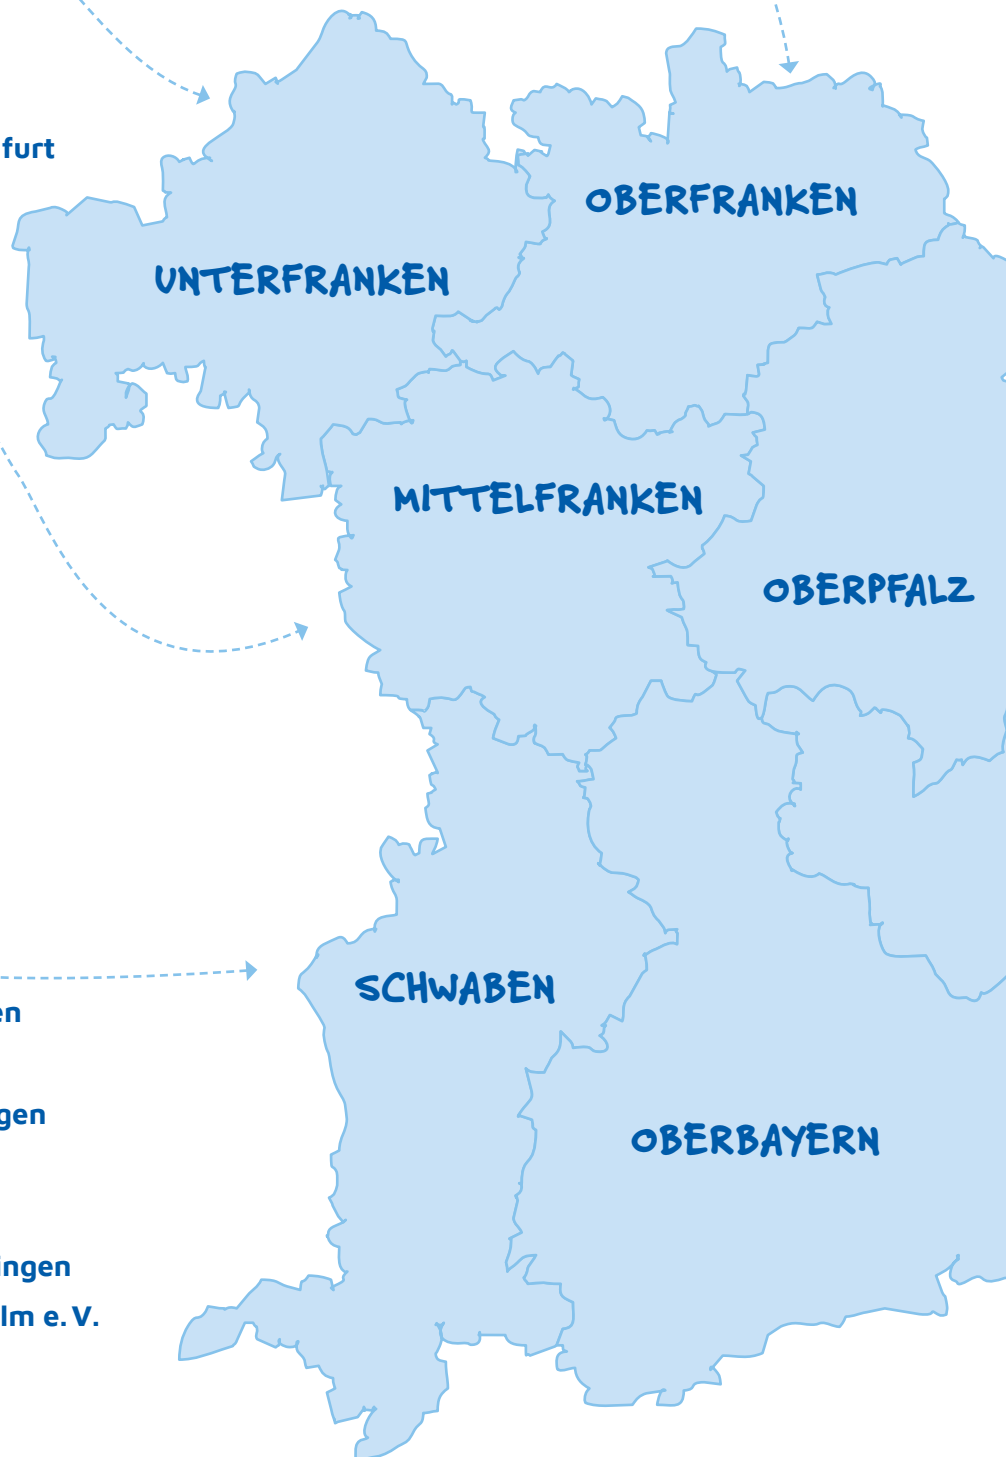 furt
OBERFRANKEN
UNTERFRANKEN
MITTELFRANKEN
OBERPFALZ
SCHWABEN
en
gen
OBERBAYERN
ingen
lm e. V.